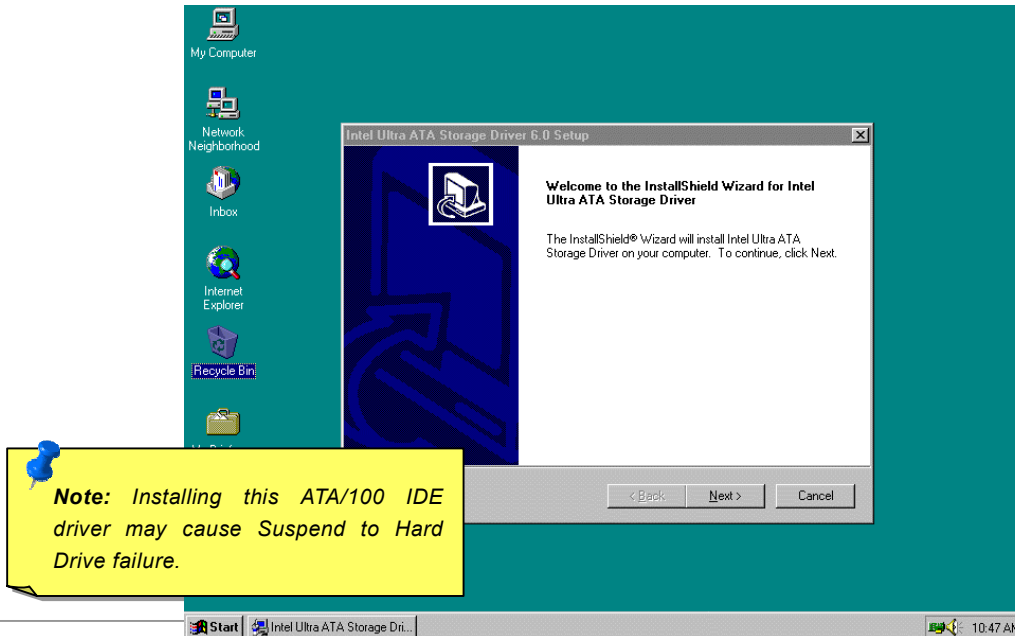 My Computer
Network
Neighborhood
Inbox
Internet
Explorer
Recycle Bin
Intel Ultra ATA Storage Driver 6.0 Setup
Welcome to the InstallShield Wizard for Intel
Ultra ATA Storage Driver
The InstallShield® Wizard will install Intel Ultra ATA
Storage Driver on your computer. To continue, click Next.
< Back
Next >
Cancel
Note: Installing this ATA/100 IDE
driver may cause Suspend to Hard
Drive failure.
Start
Intel Ultra ATA Storage Dri...
10:47 AM